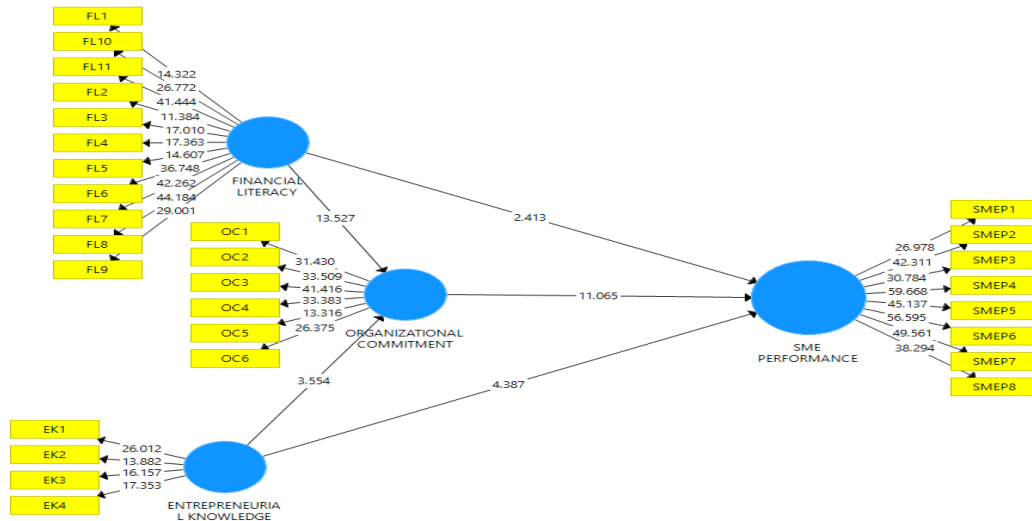 FL1
FL10
FL11
FL2
FL3
FL4
FL5
FL6
FL7
FL8
FL9
14.322
26.772
41.444
11.384
17.010
17.363
14.607
36.748
42.262
44.184
29.001
FINANCIAL
LITERACY
13.527
2.413
OC1
OC2
OC3
OC4
OC5
OC6
31.430
33.509
41.416
33.383
13.316
26.375
ORGANIZATIONAL
COMMITMENT
11.065
3.554
4.387
EK1
EK2
EK3
EK4
26.012
13.882
16.157
17.353
ENTREPRENEURIA
L KNOWLEDGE
SME
PERFORMANCE
26.978
42.311
30.784
59.668
45.137
56.595
49.561
38.294
SMEP1
SMEP2
SMEP3
SMEP4
SMEP5
SMEP6
SMEP7
SMEP8